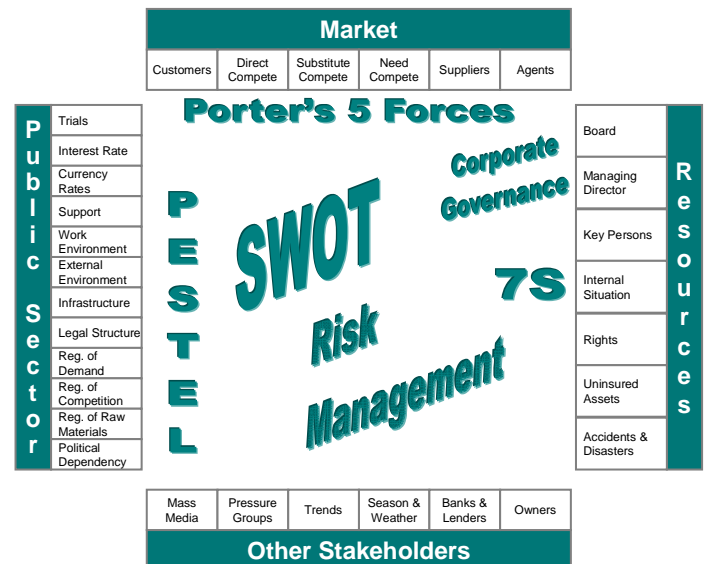 Market
Customers
Direct
Compete
Substitute
Compete
Need
Compete
Suppliers
Agents
Public Sector
Trials
Interest Rate
Currency
Rates
Support
Work
Environment
External
Environment
Infrastructure
Legal Structure
Reg. of
Demand
Reg. of
Competition
Reg. of Raw
Materials
Political
Dependency
Porter's 5 Forces
Corporate
Governance
PESTEL
SWOT
7S
Risk
Management
Board
Managing
Director
Key Persons
Internal
Situation
Rights
Uninsured
Assets
Accidents &
Disasters
Resources
Mass
Media
Pressure
Groups
Trends
Season &
Weather
Banks &
Lenders
Owners
Other Stakeholders